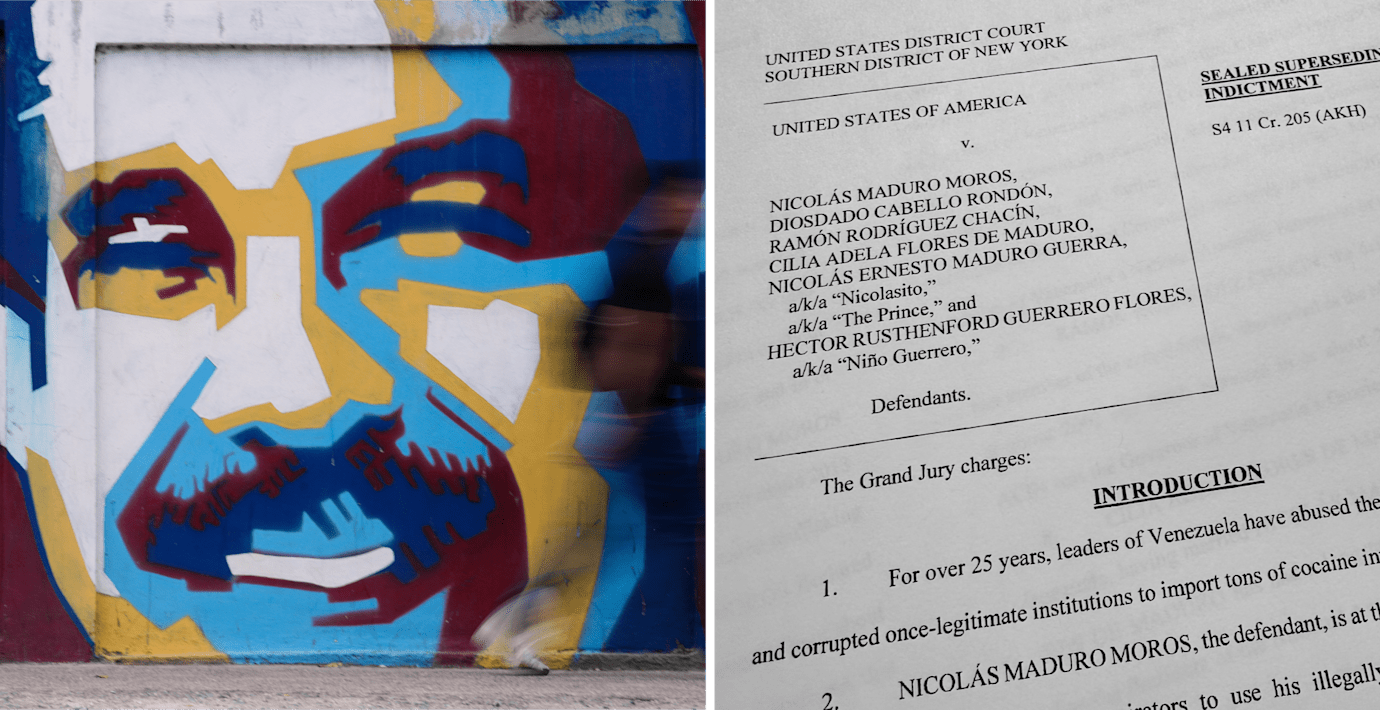 UNITED STATES DISTRICT COURT
SOUTHERN DISTRICT OF NEW YORK
UNITED STATES OF AMERICA
v.
NICOLÁS MADURO MOROS,
DIOSDADO CABELLO RONDÓN,
RAMÓN RODRÍGUEZ CHACÍN,
CILIA ADELA FLORES DE MADURO,
NICOLÁS ERNESTO MADURO GUERRA,
a/k/a “Nicolasito,”
a/k/a “The Prince,” and
HECTOR RUSTHENFORD GUERRERO FLORES,
a/k/a “Niño Guerrero,”
Defendants.
SEALED
INDICTMENT
S4 11 Cr. 205 (AKH)
The Grand Jury charges:
INTRODUCTION
1. For over 25 years, leaders of Venezuela have abused the
and corrupted once-legitimate institutions to import tons of cocaine
2. NICOLÁS MADURO MOROS, the defendant, is at
to use his illegally